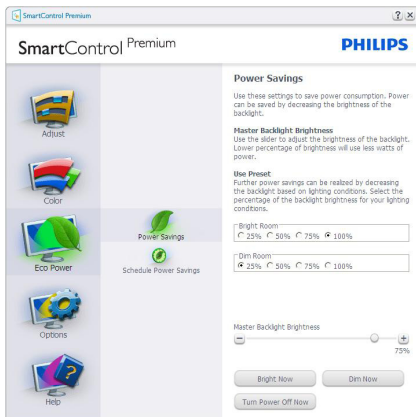 SmartControl Premium
? ×
SmartControl Premium
PHILIPS
Adjust
Color
Eco Power
Options
Help
Power Savings
Schedule Power Savings
Power Savings
Use these settings to save power consumption. Power
can be saved by decreasing the brightness of the
backlight.
Master Backlight Brightness
Use the slider to adjust the brightness of the backlight.
Lower percentage of brightness will use less watts of
power.
Use Preset
Further power savings can be realized by decreasing
the backlight based on lighting conditions. Select the
percentage of the backlight brightness for your lighting
conditions.
Bright Room
25% 50% 75% 100%
Dim Room
25% 50% 75% 100%
Master Backlight Brightness
75%
Bright Now Dim Now
Turn Power Off Now